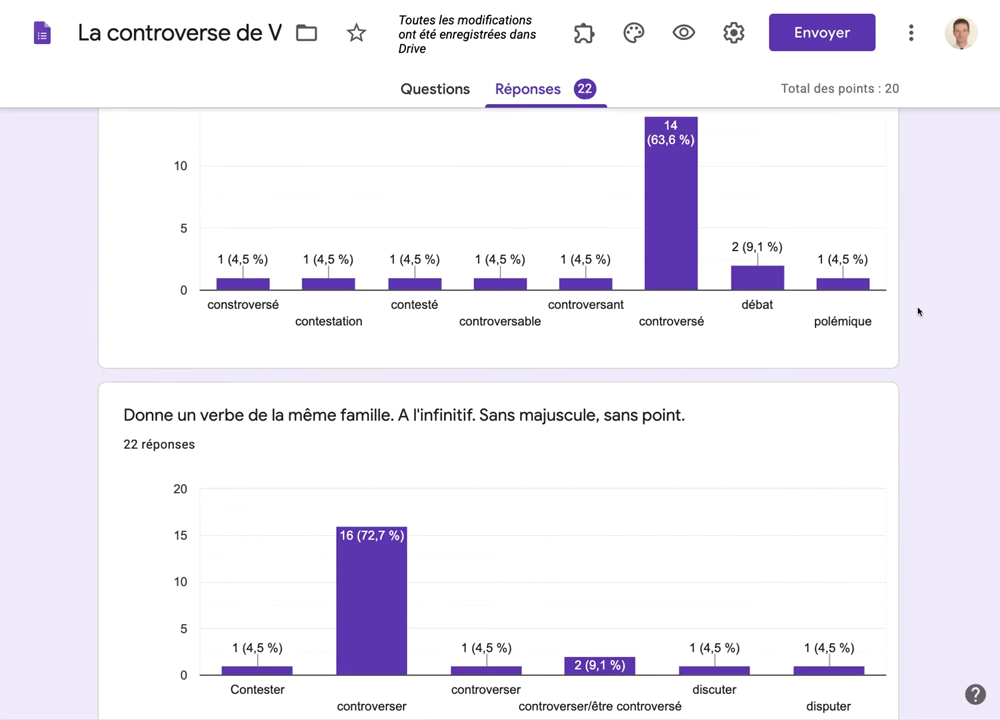 La controverse de V
Toutes les modifications
ont été enregistrées dans
Drive
Envoyer
Questions
Réponses
22
Total des points : 20
10
5
0
1 (4,5 %)
1 (4,5 %)
1 (4,5 %)
1 (4,5 %)
1 (4,5 %)
14
(63,6 %)
2 (9,1 %)
1 (4,5 %)
constroversé
contestation
contesté
controversable
controversant
controversé
débat
polémique
Donne un verbe de la même famille. A l'infinitif. Sans majuscule, sans point.
22 réponses
20
15
10
5
0
1 (4,5 %)
16 (72,7 %)
1 (4,5 %)
2 (9,1 %)
1 (4,5 %)
1 (4,5 %)
Contester
controverser
controverser
controverser/être controversé
discuter
disputer
?